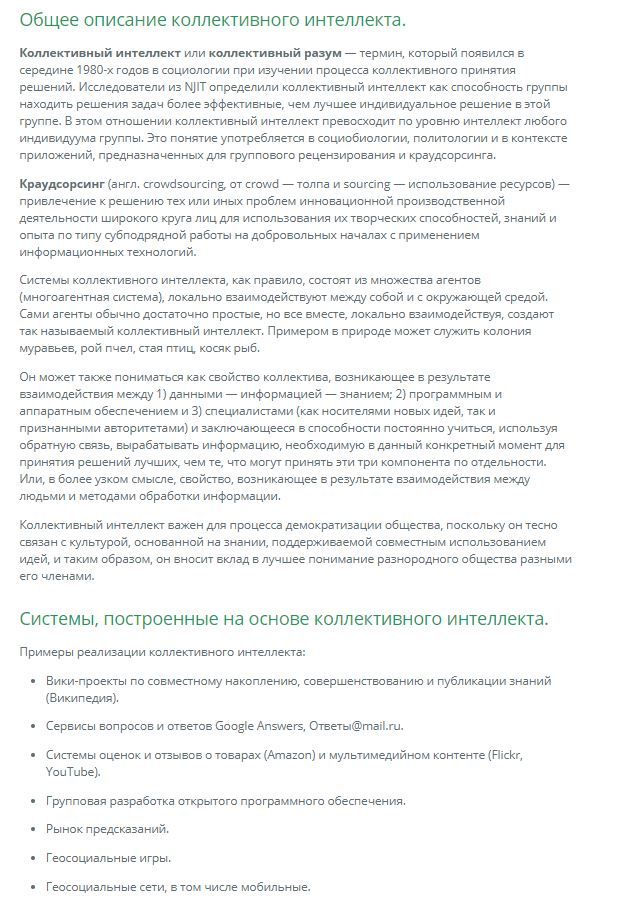 Общее описание коллективного интеллекта.
Коллективный интеллект или коллективный разум — термин, который появился в
середине 1980-х годов в социологии при изучении процесса коллективного принятия
решений. Исследователи из NJIT определили коллективный интеллект как способность группы
находить решения задач более эффективные, чем лучшее индивидуальное решение в этой
группе. В этом отношении коллективный интеллект превосходит по уровню интеллект любого
индивидуума группы. Это понятие употребляется в социобиологии, политологии и в контексте
приложений, предназначенных для группового рецензирования и краудсорсинга.
Краудсорсинг (англ. crowdsourcing, от crowd — толпа и sourcing — использование ресурсов) —
привлечение к решению тех или иных проблем инновационной производственной
деятельности широкого круга лиц для использования их творческих способностей, знаний и
опыта по типу субподрядной работы на добровольных началах с применением
информационных технологий.
Системы коллективного интеллекта, как правило, состоят из множества агентов
(многоагентная система), локально взаимодействуют между собой и с окружающей средой.
Сами агенты обычно достаточно простые, но все вместе, локально взаимодействуя, создают
так называемый коллективный интеллект. Примером в природе может служить колония
муравьев, рой пчел, стая птиц, косяк рыб.
Он может также пониматься как свойство коллектива, возникающее в результате
взаимодействия между 1) данными — информацией — знанием; 2) программным и
аппаратным обеспечением и 3) специалистами (как носителями новых идей, так и
признанными авторитетами) и заключающееся в способности постоянно учиться, используя
обратную связь, вырабатывать информацию, необходимую в данный конкретный момент для
принятия решений лучших, чем те, что могут принять эти три компонента по отдельности.
Или, в более узком смысле, свойство, возникающее в результате взаимодействия между
людьми и методами обработки информации.
Коллективный интеллект важен для процесса демократизации общества, поскольку он тесно
связан с культурой, основанной на знании, поддерживаемой совместным использованием
идей, и таким образом, он вносит вклад в лучшее понимание разнородного общества разными
его членами.
Системы, построенные на основе коллективного интеллекта.
Примеры реализации коллективного интеллекта:
• Вики-проекты по совместному накоплению, совершенствованию и публикации знаний
(Википедия).
• Сервисы вопросов и ответов Google Answers, Ответы@mail.ru.
• Системы оценок и отзывов о товарах (Amazon) и мультимедийном контенте (Flickr,
YouTube).
• Групповая разработка открытого программного обеспечения.
• Рынок предсказаний.
• Геосоциальные игры.
• Геосоциальные сети, в том числе мобильные.